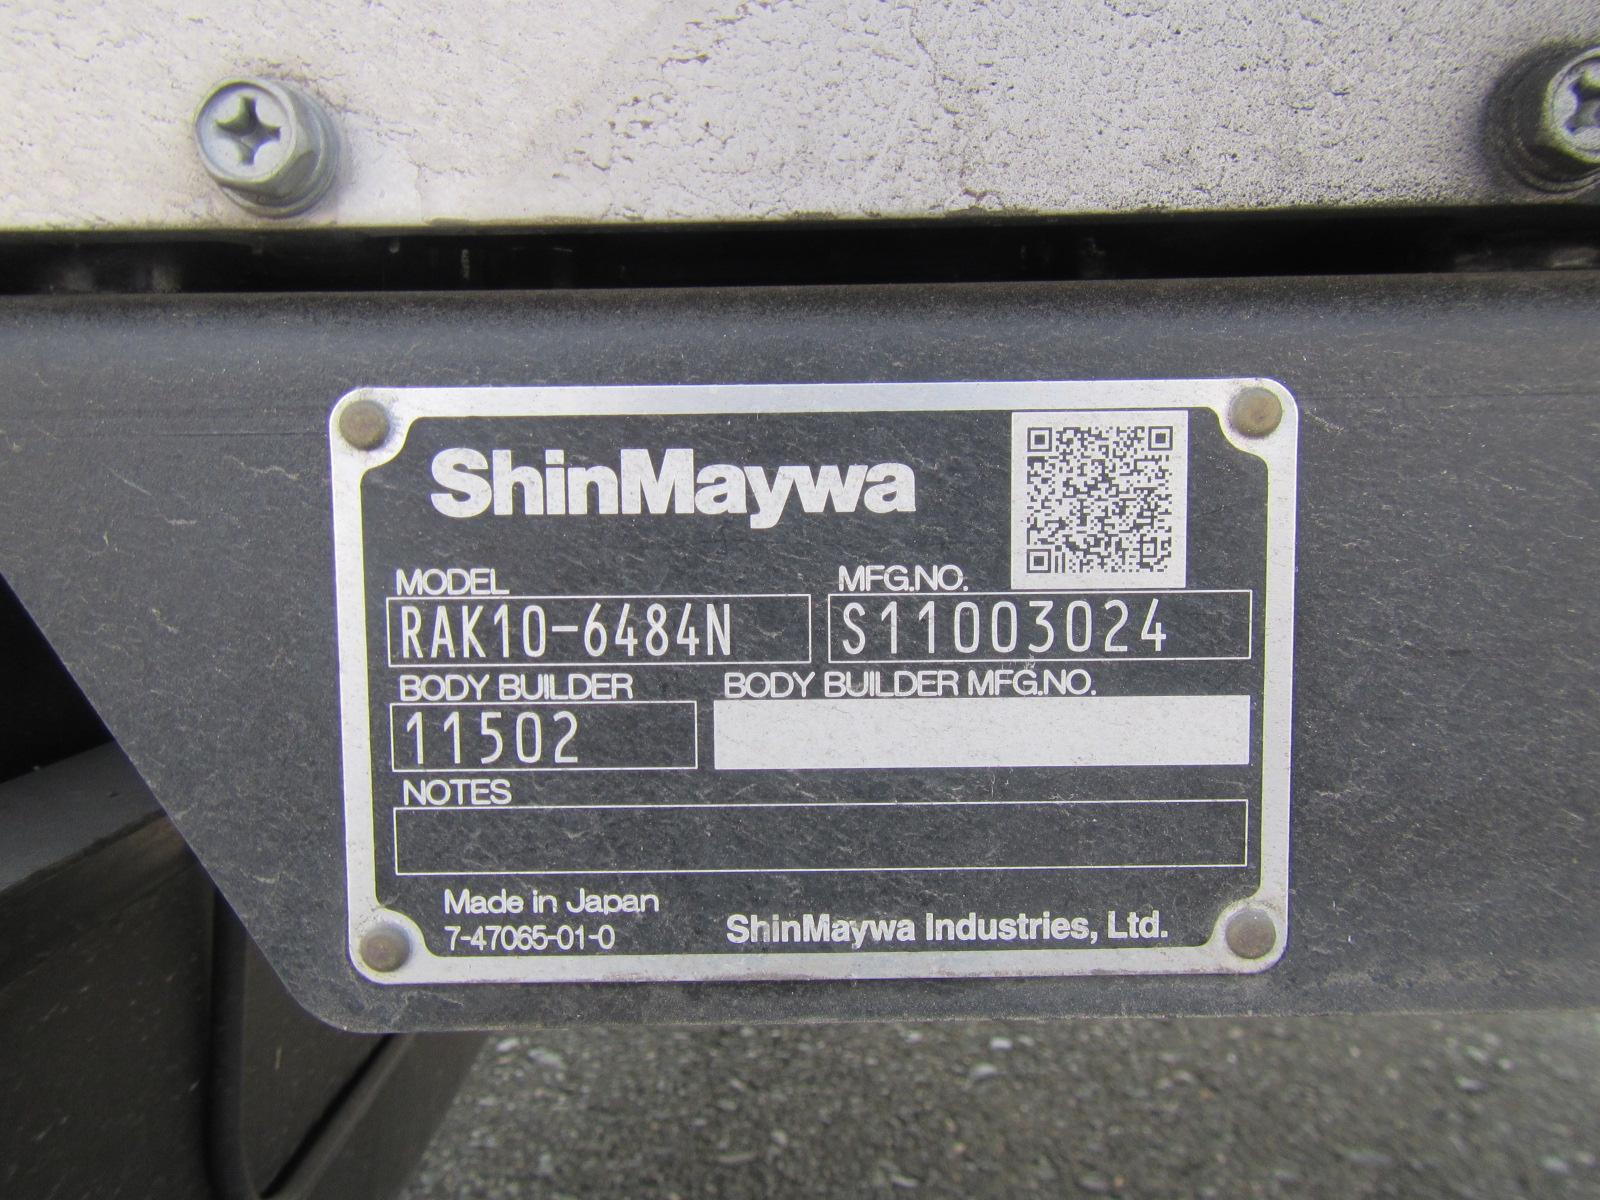 ShinMaywa
MODEL
RAK10-6484N
MFG.NO.
S11003024
BODY BUILDER
11502
BODY BUILDER MFG.NO.
NOTES
Made in Japan
7-47065-01-0
ShinMaywa Industries, Ltd.